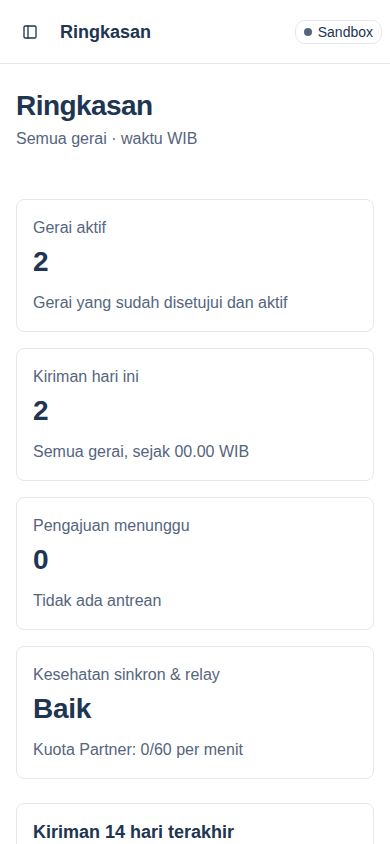 Ringkasan
Sandbox
Ringkasan
Semua gerai · waktu WIB
Gerai aktif
2
Gerai yang sudah disetujui dan aktif
Kiriman hari ini
2
Semua gerai, sejak 00.00 WIB
Pengajuan menunggu
0
Tidak ada antrean
Kesehatan sinkron & relay
Baik
Kuota Partner: 0/60 per menit
Kiriman 14 hari terakhir